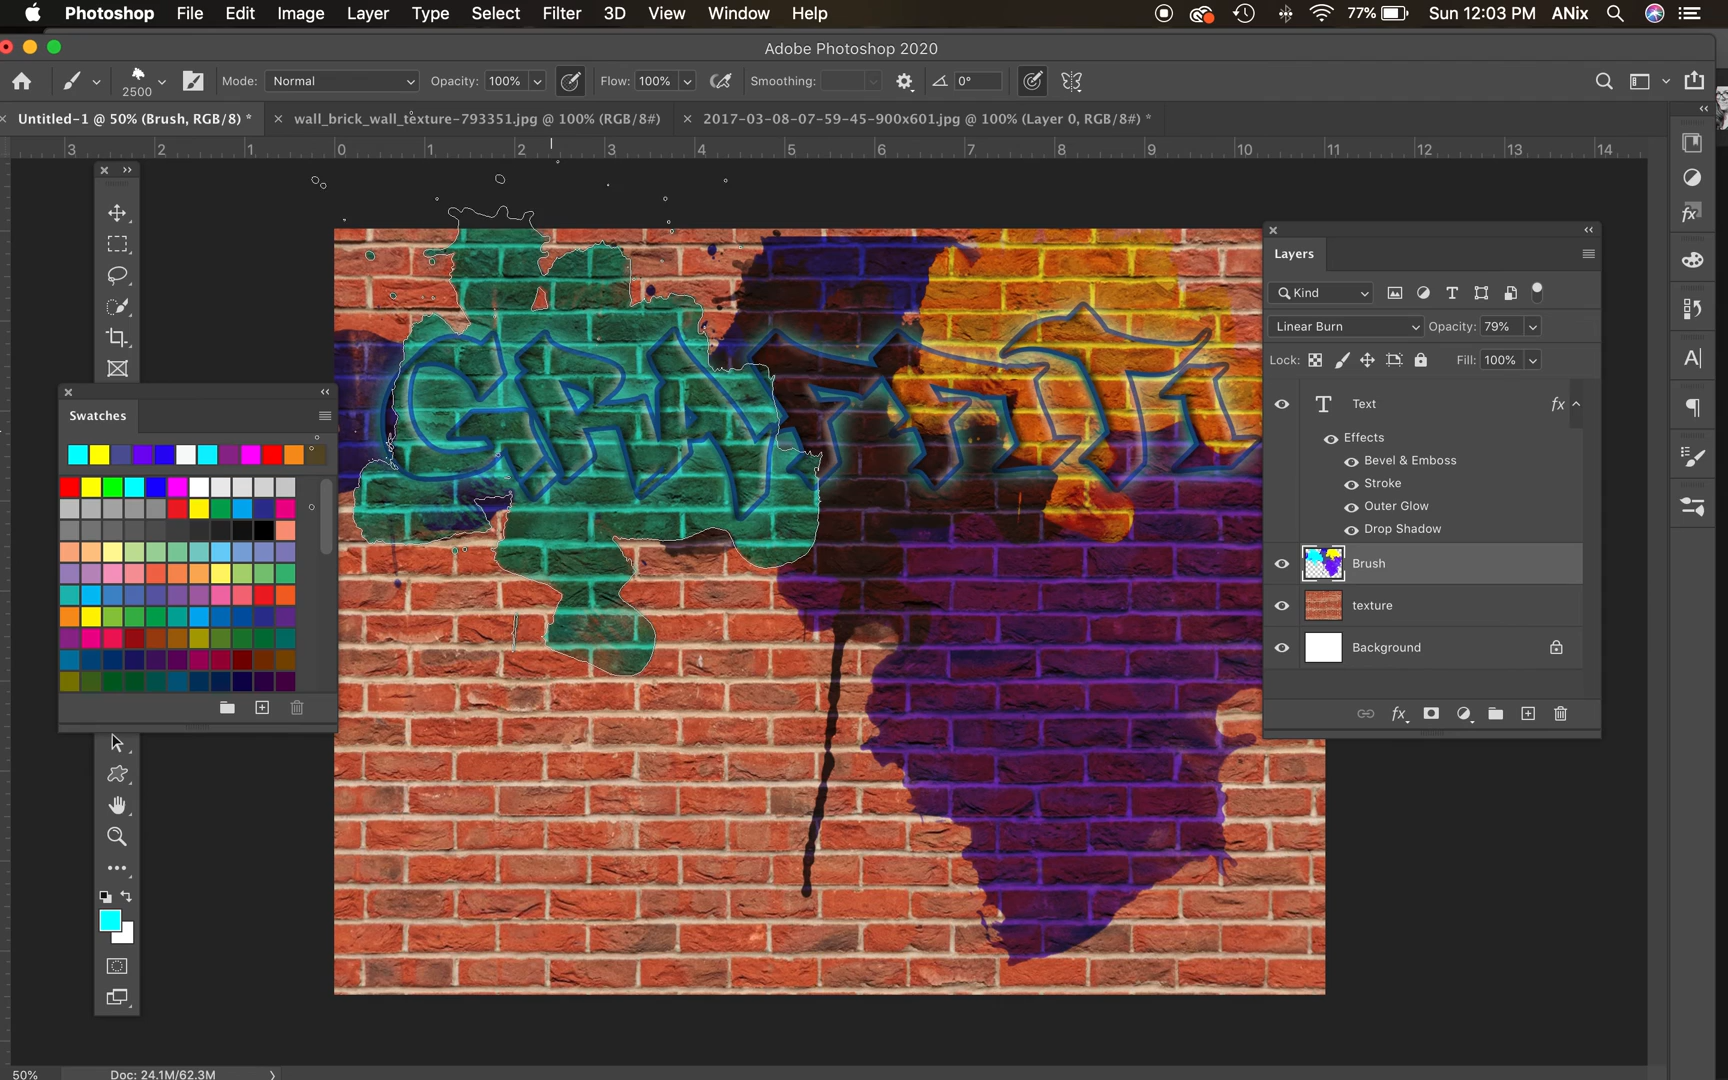 Photoshop File Edit Image Layer Type Select Filter 3D View Window Help 77% Sun 12:03 PM ANix
Adobe Photoshop 2020
2500 Mode: Normal Opacity: 100% Flow: 100% Smoothing: 0°
Untitled-1 @ 50% (Brush, RGB/8) * wall_brick_wall_texture-793351.jpg @ 100% (RGB/8#) 2017-03-08-07-59-45-900x601.jpg @ 100% (Layer 0, RGB/8#) *
3 2 1 0 1 2 3 4 5 6 7 8 9 10 11 12 13 14
Layers
Kind
Linear Burn Opacity: 79%
Lock: Fill: 100%
GRAFFITI
T Text fx
Effects
Bevel & Emboss
Stroke
Outer Glow
Drop Shadow
Brush
texture
Background
fx
Swatches
50% Doc: 24.1M/62.3M